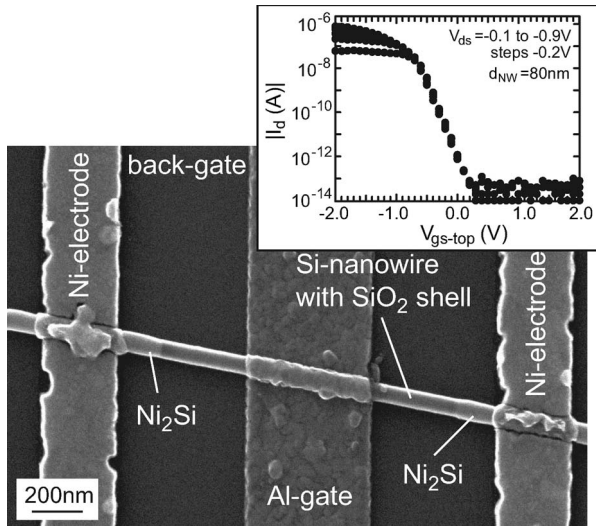 10⁻⁶
10⁻⁸
10⁻¹⁰
10⁻¹²
10⁻¹⁴
|I_d (A)|
V_ds=-0.1 to -0.9V
steps -0.2V
d_NW =80nm
-2.0
-1.0
0.0
1.0
2.0
V_gs-top (V)
Ni-electrode
back-gate
Si-nanowire
with SiO₂ shell
Ni-electrode
Ni₂Si
Ni₂Si
200nm
Al-gate